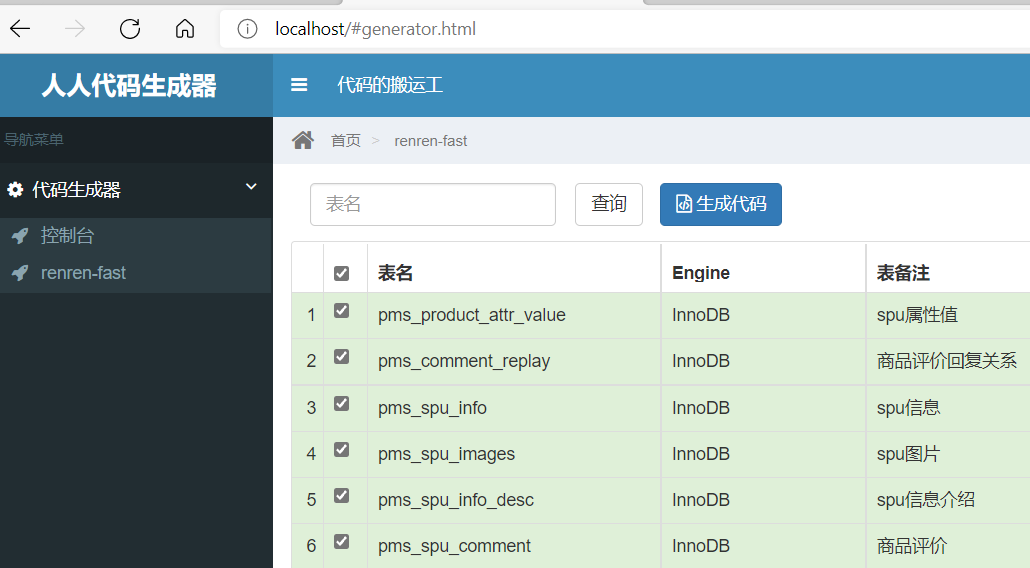 localhost/#generator.html
人人代码生成器
代码的搬运工
导航菜单
首页 > renren-fast
代码生成器
表名 查询 生成代码
控制台
renren-fast
表名 Engine 表备注
1 pms_product_attr_value InnoDB spu属性值
2 pms_comment_replay InnoDB 商品评价回复关系
3 pms_spu_info InnoDB spu信息
4 pms_spu_images InnoDB spu图片
5 pms_spu_info_desc InnoDB spu信息介绍
6 pms_spu_comment InnoDB 商品评价